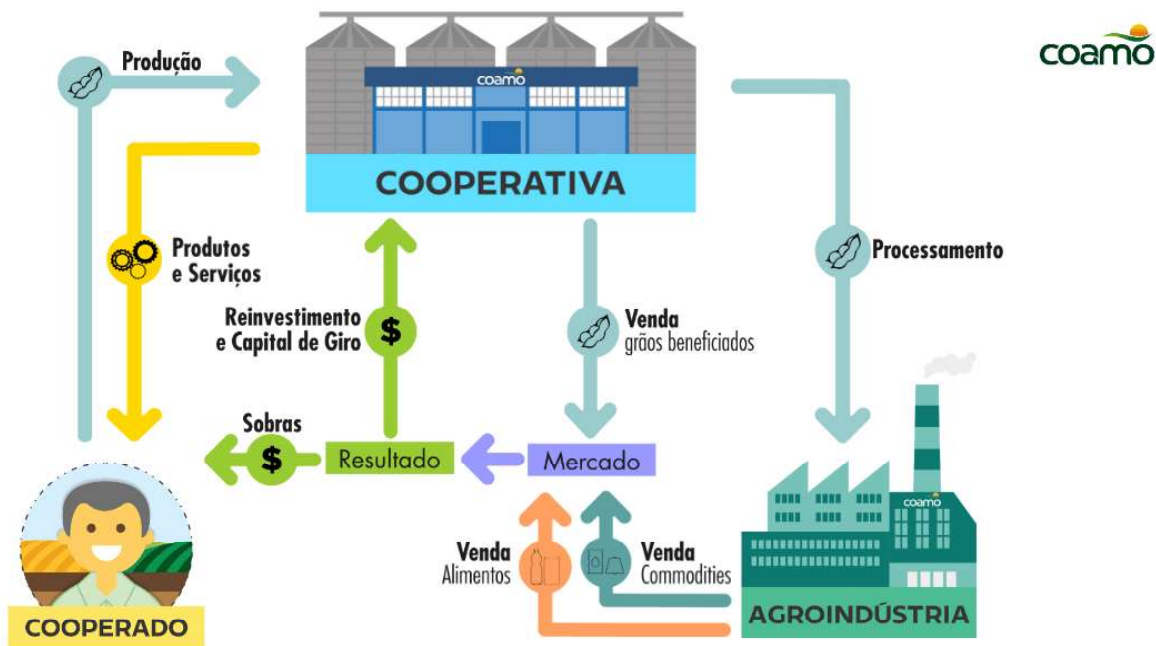 Produção
coamo
coamo
COOPERATIVA
Produtos
e Serviços
Processamento
Reinvestimento
e Capital de Giro
$
Venda
grãos beneficiados
Sobras
$
Resultado
Mercado
Venda
Alimentos
Venda
Commodities
coamo
AGROINDÚSTRIA
COOPERADO